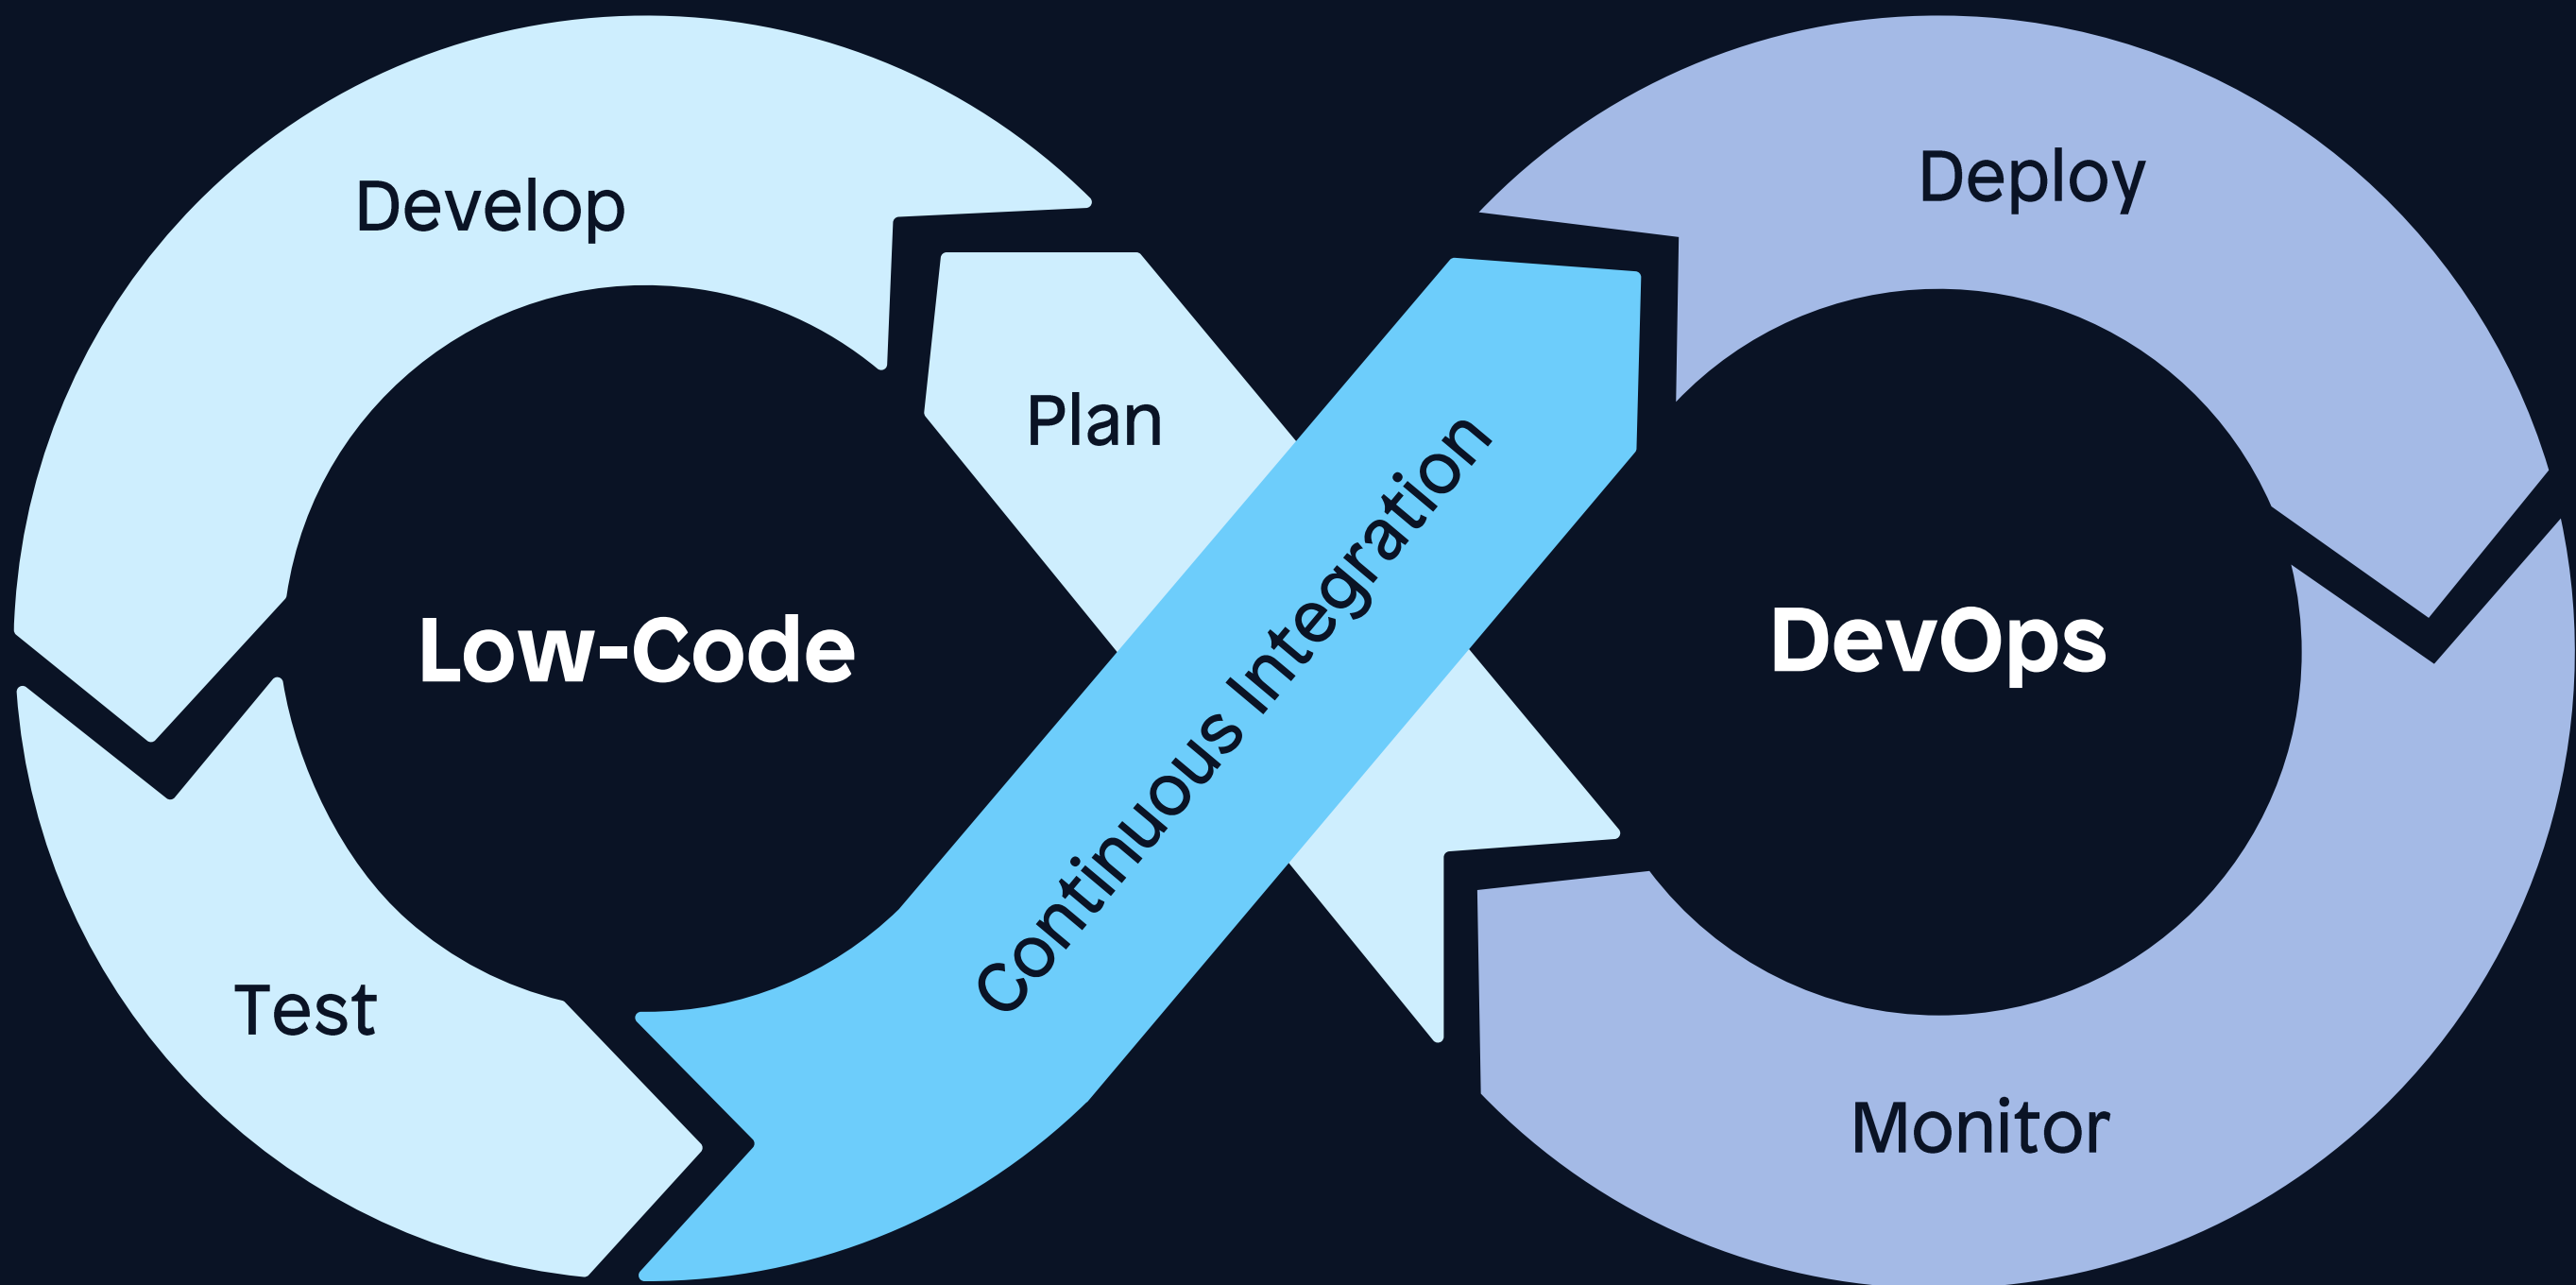 Develop
Deploy
Plan
Continuous Integration
Low-Code
DevOps
Test
Monitor